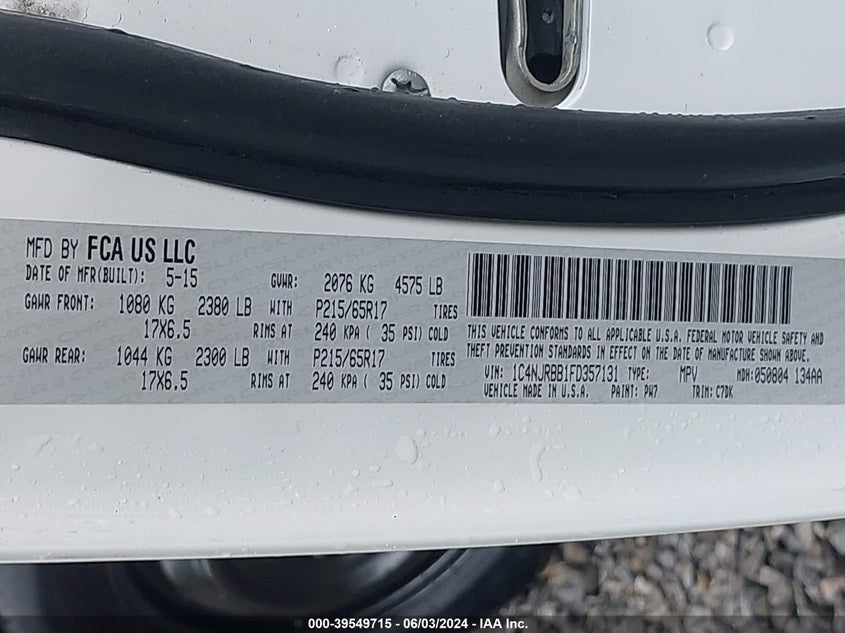 MFD BY FCA US LLC
DATE OF MFR(BUILT): 5-15 GVWR: 2076 KG 4575 LB
GAWR FRONT: 1080 KG 2380 LB WITH P215/65R17 TIRES
17X6.5 RIMS AT 240 KPA ( 35 PSI) COLD
GAWR REAR: 1044 KG 2300 LB WITH P215/65R17 TIRES
17X6.5 RIMS AT 240 KPA ( 35 PSI) COLD
THIS VEHICLE CONFORMS TO ALL APPLICABLE U.S.A. FEDERAL MOTOR VEHICLE SAFETY AND
THEFT PREVENTION STANDARDS IN EFFECT ON THE DATE OF MANUFACTURE SHOWN ABOVE.
VIN: 1C4NJRBB1FD357131 TYPE: MPV MDH:050804 134AA
VEHICLE MADE IN U.S.A. PAINT: PW7 TRIM: C7DK
000-39549715 - 06/03/2024 - IAA Inc.